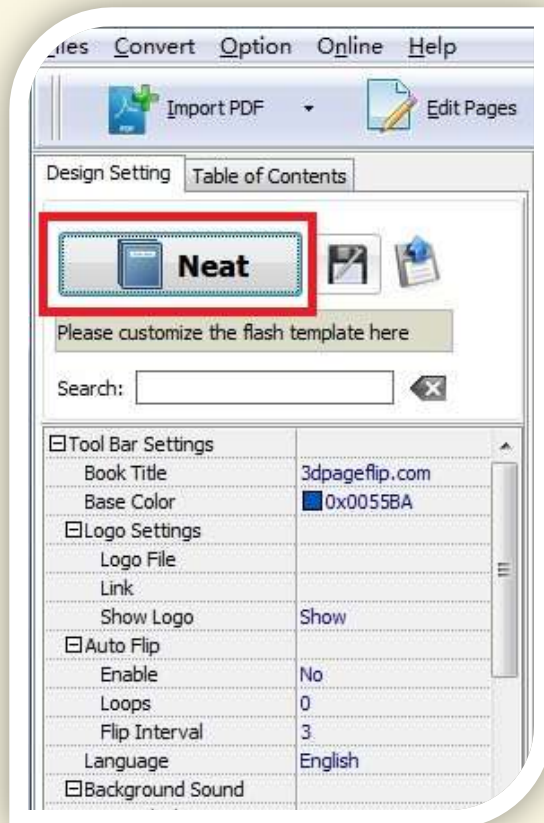 Convert Option Online Help
Import PDF Edit Pages
Design Setting Table of Contents
Neat
Please customize the flash template here
Search:
Tool Bar Settings
Book Title 3dpageflip.com
Base Color 0x0055BA
Logo Settings
Logo File
Link
Show Logo Show
Auto Flip
Enable No
Loops 0
Flip Interval 3
Language English
Background Sound